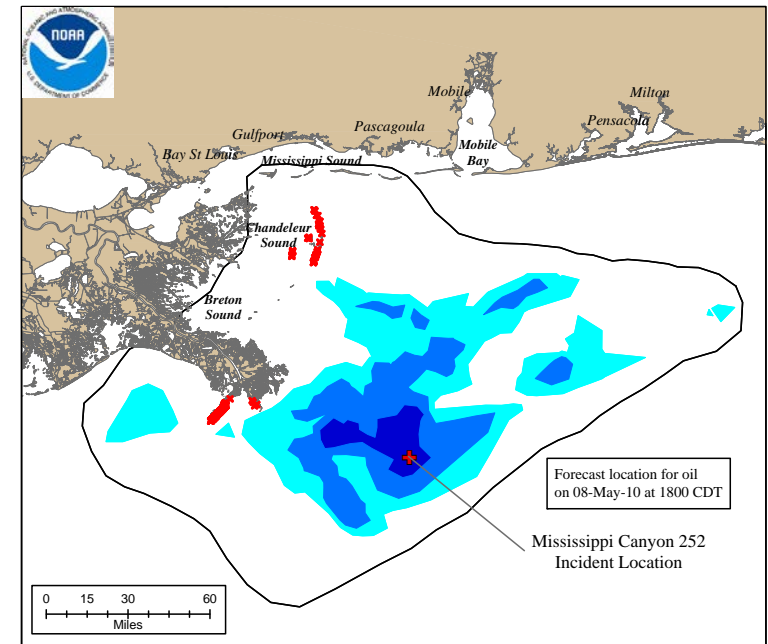 NATIONAL OCEANIC AND ATMOSPHERIC ADMINISTRATION
NOAA
U.S. DEPARTMENT OF COMMERCE
Milton
Mobile
Pensacola
Pascagoula
Gulfport
Mobile
Bay
Bay St Louis
Mississippi Sound
Chandeleur
Sound
Breton
Sound
Forecast location for oil
on 08-May-10 at 1800 CDT
Mississippi Canyon 252
Incident Location
0 15 30 60
Miles